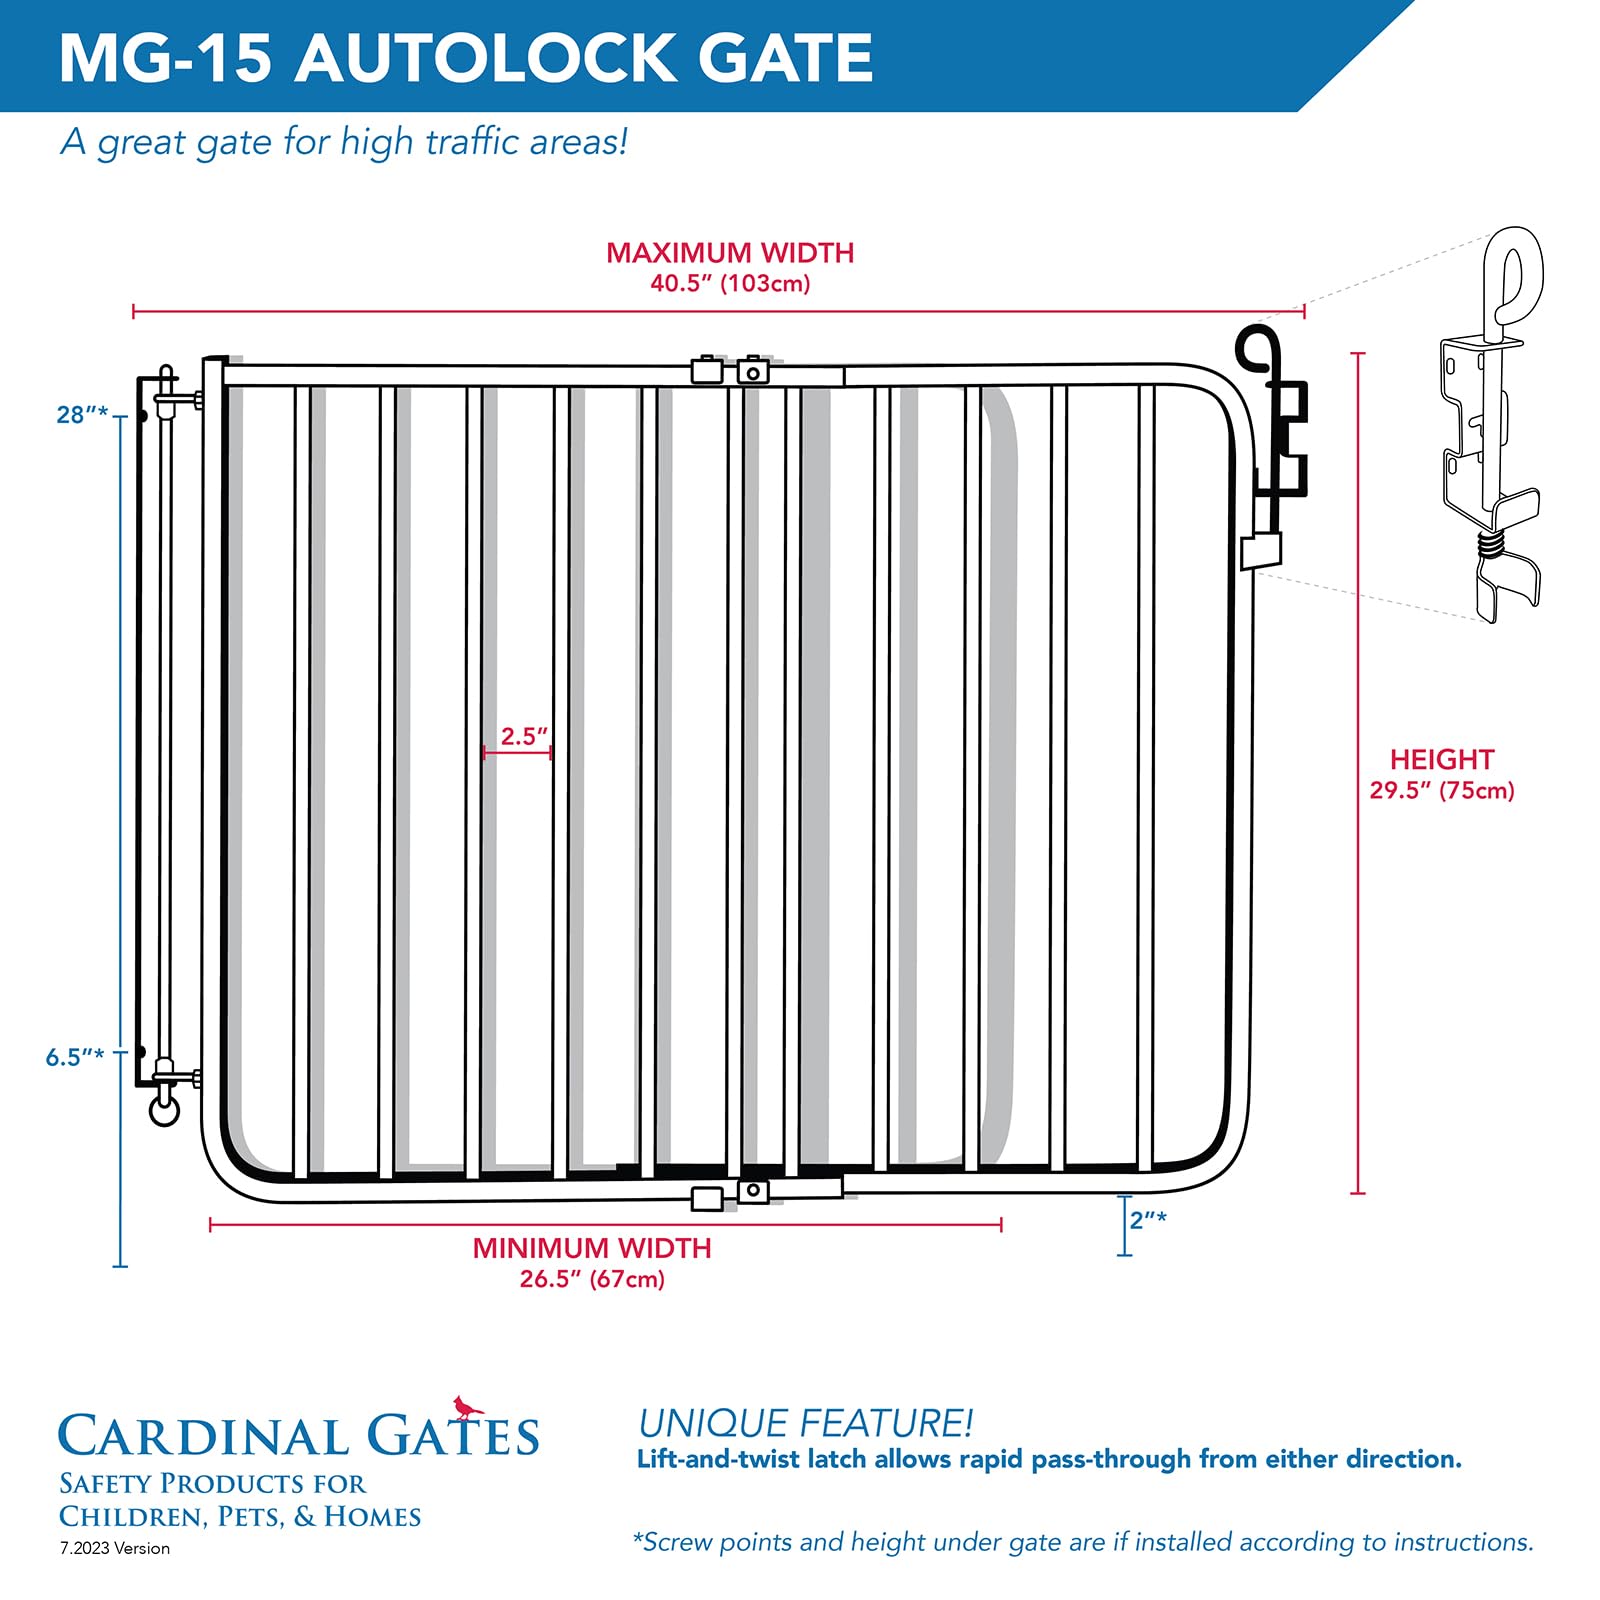 MG-15 AUTOLOCK GATE
A great gate for high traffic areas!
MAXIMUM WIDTH
40.5” (103cm)
28”*
2.5”
HEIGHT
29.5” (75cm)
6.5”*
2”*
MINIMUM WIDTH
26.5” (67cm)
CARDINAL GATES
SAFETY PRODUCTS FOR
CHILDREN, PETS, & HOMES
7.2023 Version
UNIQUE FEATURE!
Lift-and-twist latch allows rapid pass-through from either direction.
*Screw points and height under gate are if installed according to instructions.